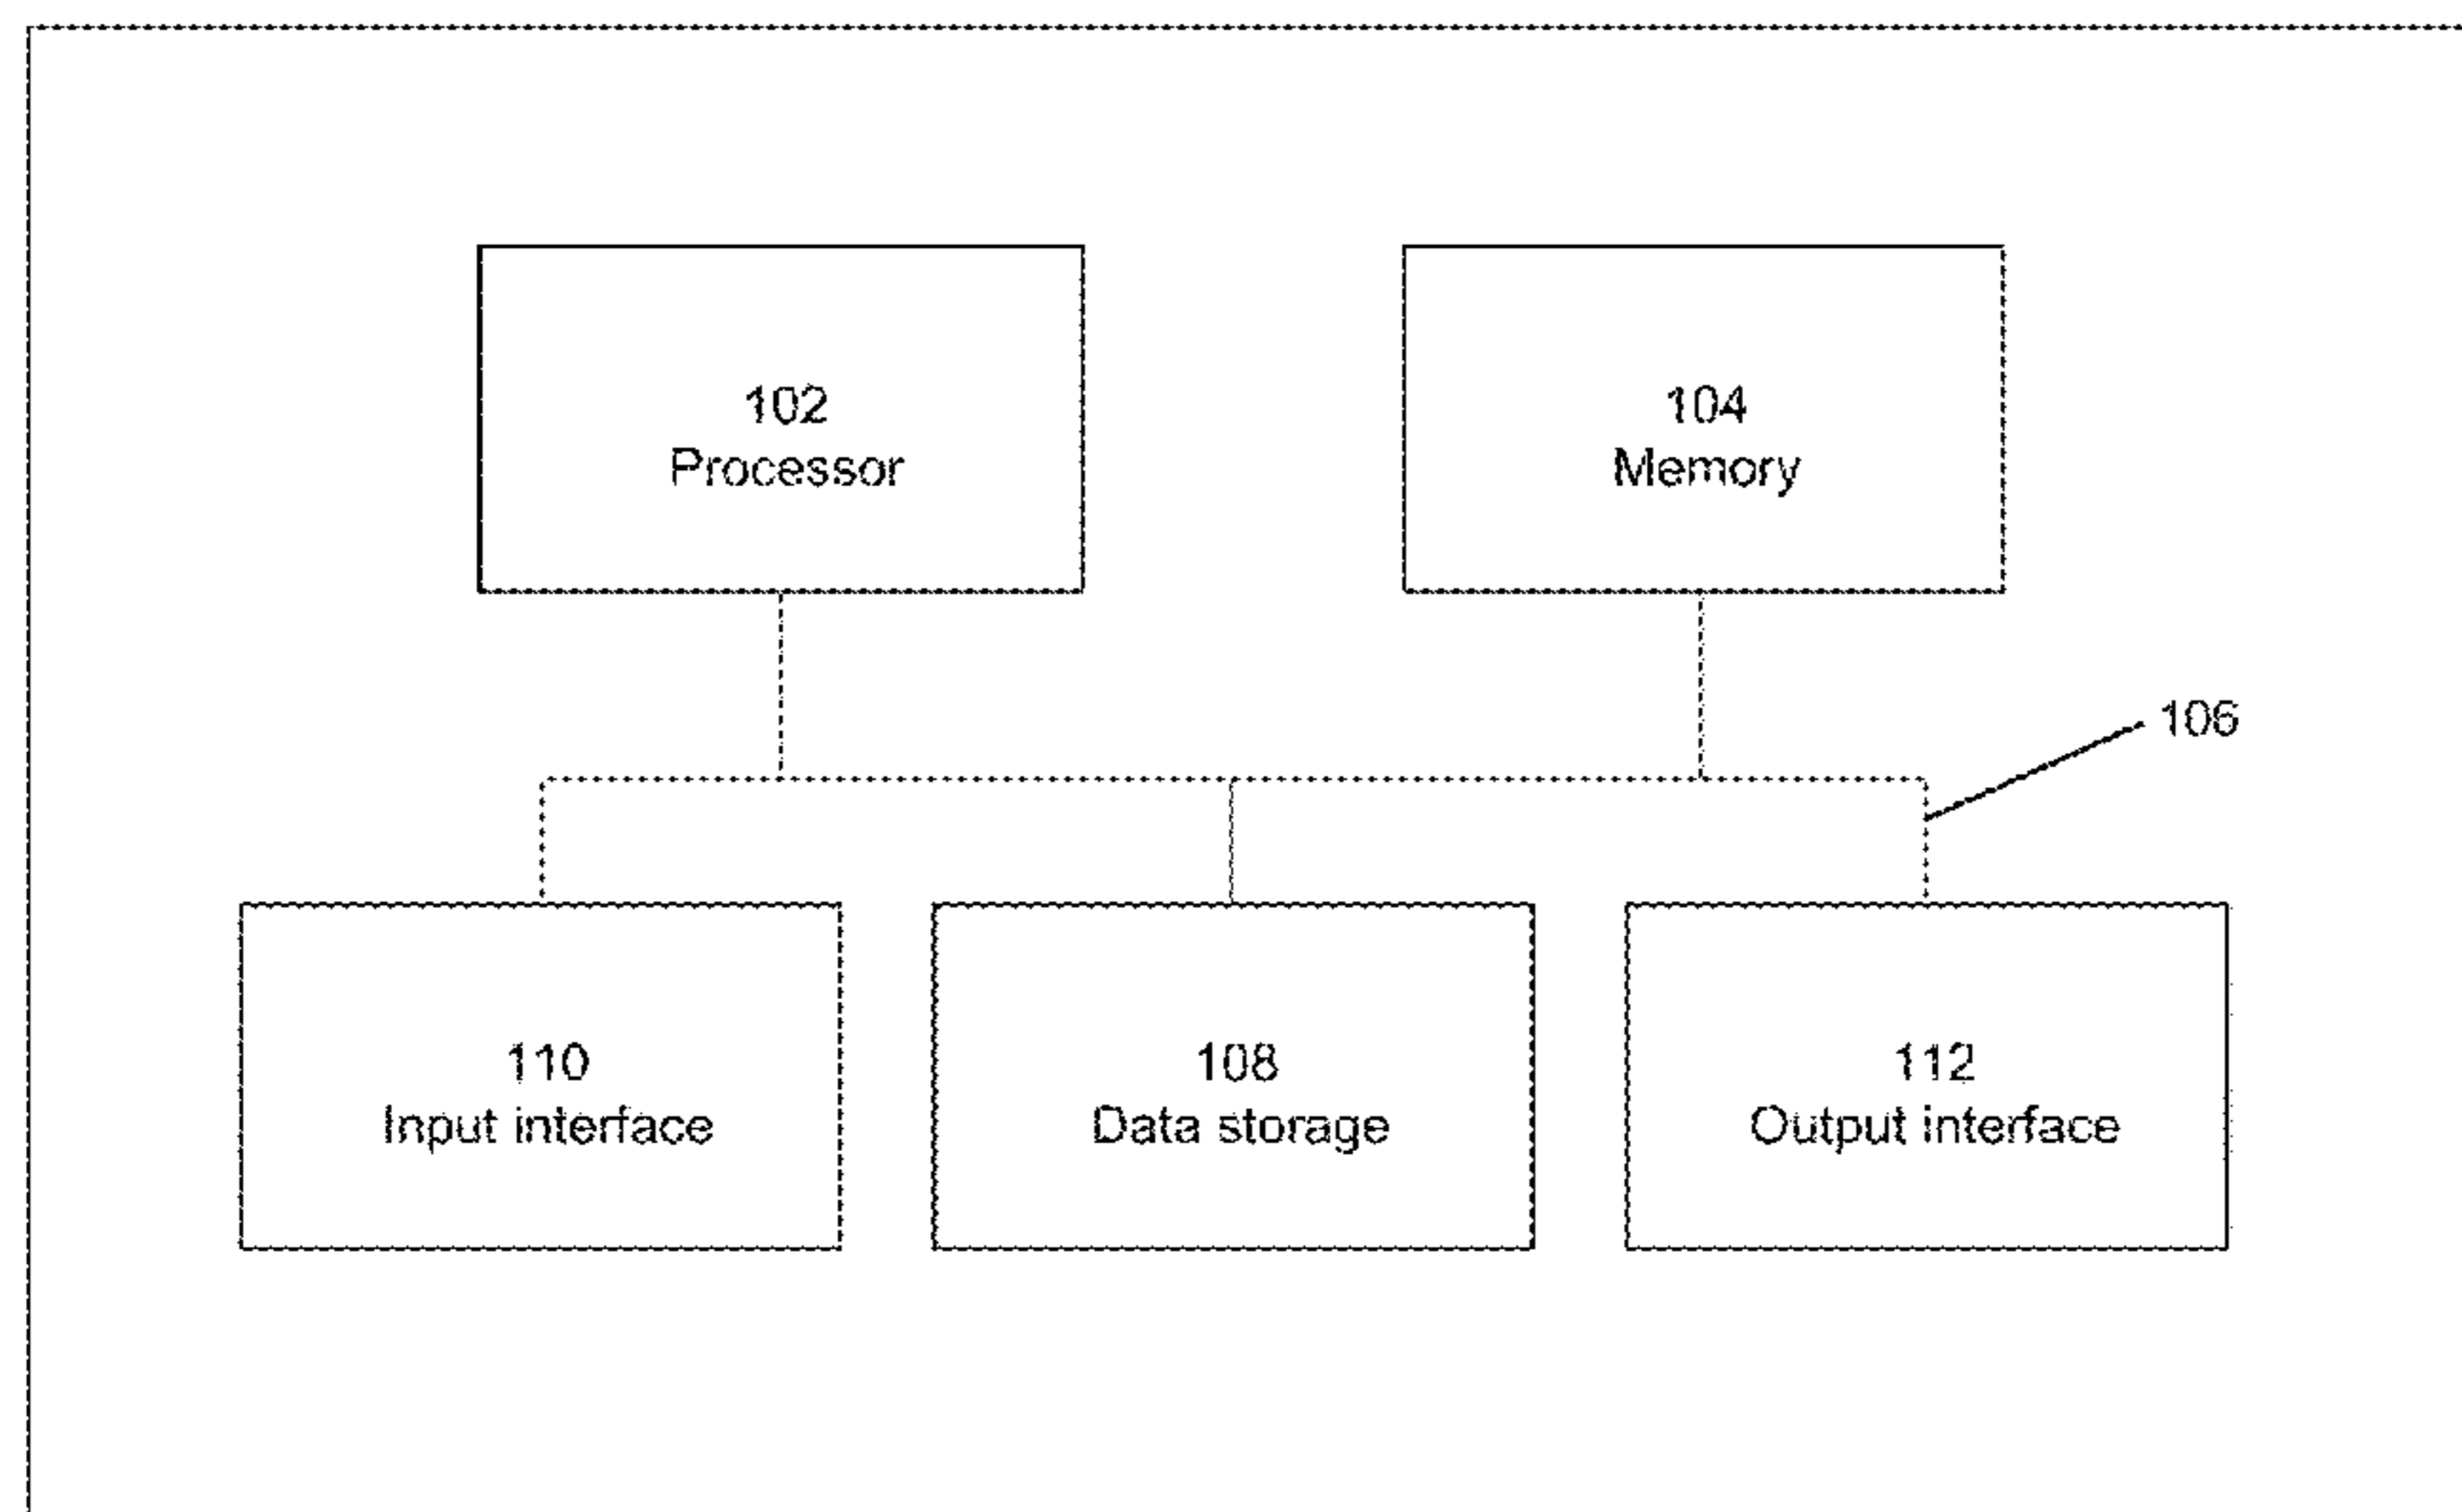 102
Processor
104
Memory
106
110
Input interface
108
Data storage
112
Output interface